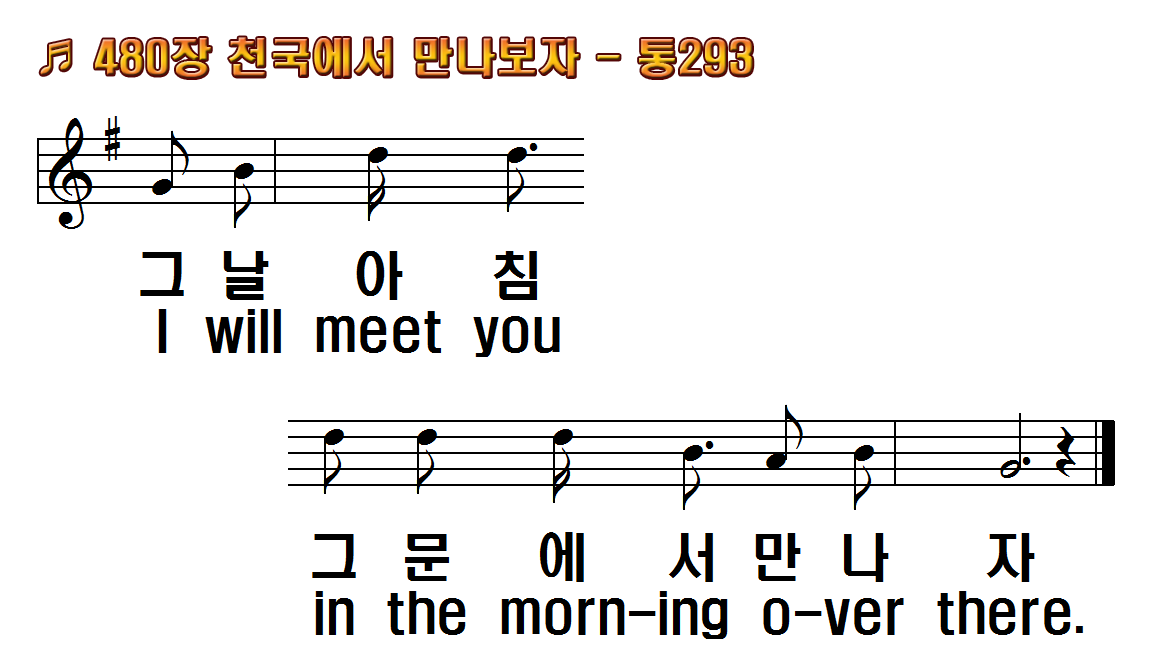 ♬ 480장 천국에서 만나보자 - 통293
그 날 아 침
I will meet you
그 문 에 서 만 나 자
in the morn-ing o-ver there.